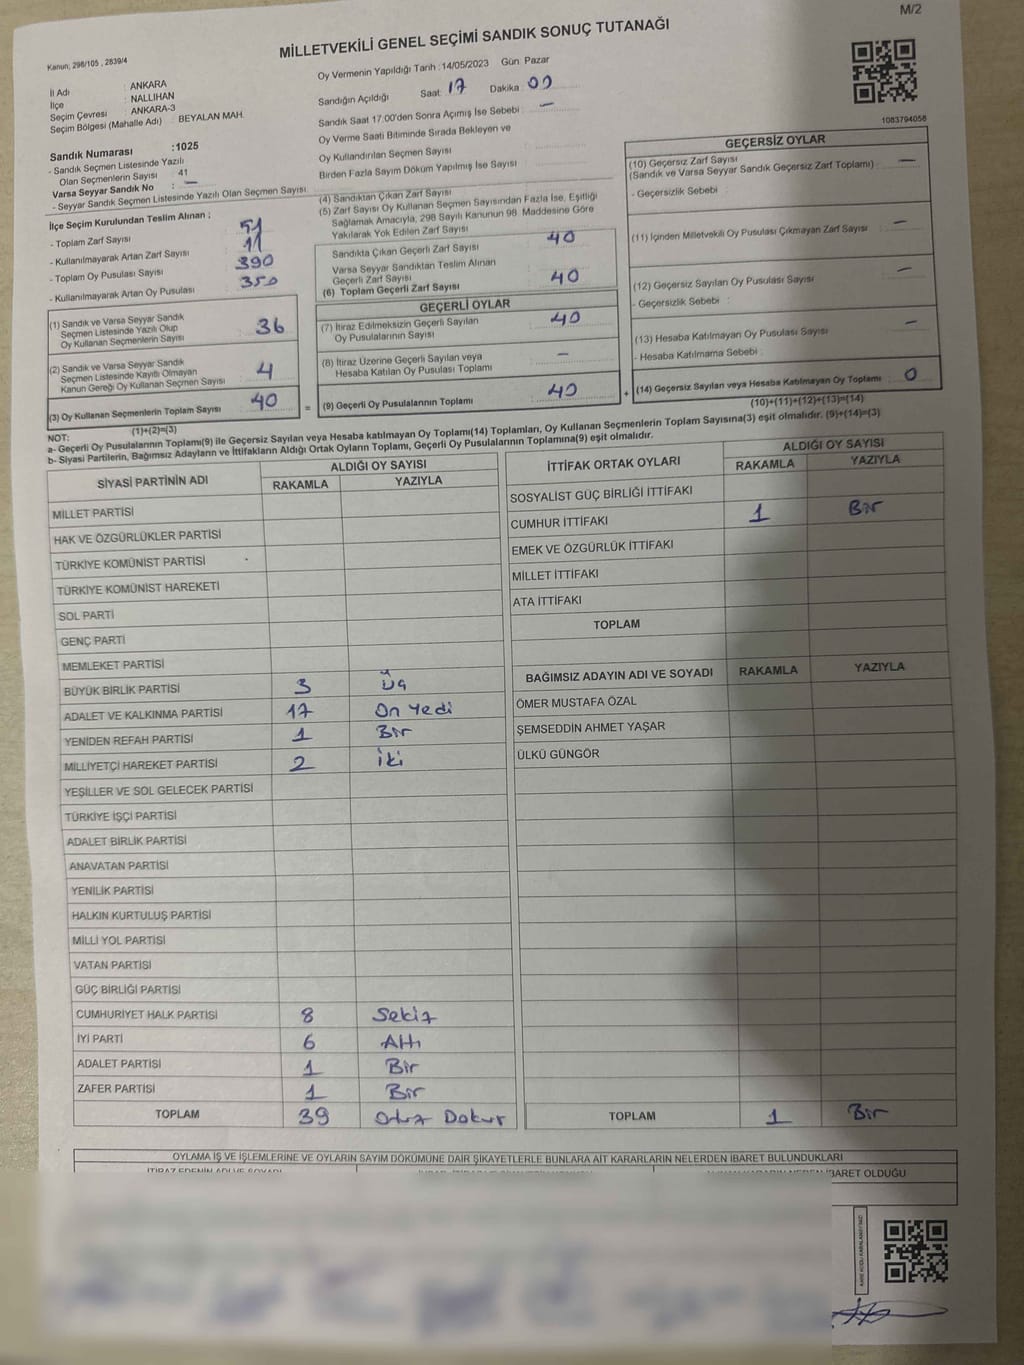 M/2
MİLLETVEKİLİ GENEL SEÇİMİ SANDIK SONUÇ TUTANAĞI
Kanun; 298/105 , 2839/4
İl Adı : ANKARA
İlçe : NALLIHAN
Seçim Çevresi : ANKARA-3
Seçim Bölgesi (Mahalle Adı) : BEYALAN MAH.
Oy Vermenin Yapıldığı Tarih :14/05/2023 Gün Pazar
Sandığın Açıldığı Saat: 17 Dakika: 00
Sandık Saat 17.00'den Sonra Açımış İse Sebebi : —
Oy Verme Saati Bitiminde Sırada Bekleyen ve
Oy Kullandırılan Seçmen Sayısı
Birden Fazla Sayım Döküm Yapılmış İse Sayısı
1083794056
Sandık Numarası :1025
- Sandık Seçmen Listesinde Yazılı
Olan Seçmenlerin Sayısı : 41
Varsa Seyyar Sandık No : —
- Seyyar Sandık Seçmen Listesinde Yazılı Olan Seçmen Sayısı
İlçe Seçim Kurulundan Teslim Alınan ;
- Toplam Zarf Sayısı 51
- Kullanılmayarak Artan Zarf Sayısı 11
- Toplam Oy Pusulası Sayısı 390
- Kullanılmayarak Artan Oy Pusulası 350
(1) Sandık ve Varsa Seyyar Sandık
Seçmen Listesinde Yazılı Olup
Oy Kullanan Seçmenlerin Sayısı : 36
(2) Sandık ve Varsa Seyyar Sandık
Seçmen Listesinde Kayıtlı Olmayan
Kanun Gereği Oy Kullanan Seçmen Sayısı : 4
(3) Oy Kullanan Seçmenlerin Toplam Sayısı : 40
(1)+(2)=(3)
(4) Sandıktan Çıkan Zarf Sayısı
(5) Zarf Sayısı Oy Kullanan Seçmen Sayısından Fazla İse, Eşitliği
Sağlamak Amacıyla, 298 Sayılı Kanunun 98. Maddesine Göre
Yakılarak Yok Edilen Zarf Sayısı
Sandıkta Çıkan Geçerli Zarf Sayısı : 40
Varsa Seyyar Sandıktan Teslim Alınan
Geçerli Zarf Sayısı
(6) Toplam Geçerli Zarf Sayısı : 40
GEÇERLİ OYLAR
(7) İtiraz Edilmeksizin Geçerli Sayılan
Oy Pusulalarının Sayısı : 40
(8) İtiraz Üzerine Geçerli Sayılan veya
Hesaba Katılan Oy Pusulası Toplamı : —
= (9) Geçerli Oy Pusulalarının Toplamı : 40 +
GEÇERSİZ OYLAR
(10) Geçersiz Zarf Sayısı
(Sandık ve Varsa Seyyar Sandık Geçersiz Zarf Toplamı) : —
- Geçersizlik Sebebi :
(11) İçinden Milletvekili Oy Pusulası Çıkmayan Zarf Sayısı : —
(12) Geçersiz Sayılan Oy Pusulası Sayısı : —
- Geçersizlik Sebebi :
(13) Hesaba Katılmayan Oy Pusulası Sayısı : —
- Hesaba Katılmama Sebebi :
(14) Geçersiz Sayılan veya Hesaba Katılmayan Oy Toplamı : 0
(10)+(11)+(12)+(13)=(14)
NOT:
a- Geçerli Oy Pusulalarının Toplamı(9) ile Geçersiz Sayılan veya Hesaba katılmayan Oy Toplamı(14) Toplamları, Oy Kullanan Seçmenlerin Toplam Sayısına(3) eşit olmalıdır. (9)+(14)=(3)
b- Siyasi Partilerin, Bağımsız Adayların ve İttifakların Aldığı Ortak Oyların Toplamı, Geçerli Oy Pusulalarının Toplamına(9) eşit olmalıdır.
SİYASİ PARTİNİN ADI ALDIĞI OY SAYISI
RAKAMLA YAZIYLA
MİLLET PARTİSİ
HAK VE ÖZGÜRLÜKLER PARTİSİ
TÜRKİYE KOMÜNİST PARTİSİ
TÜRKİYE KOMÜNİST HAREKETİ
SOL PARTİ
GENÇ PARTİ
MEMLEKET PARTİSİ
BÜYÜK BİRLİK PARTİSİ 3 Üç
ADALET VE KALKINMA PARTİSİ 17 On Yedi
YENİDEN REFAH PARTİSİ 1 Bir
MİLLİYETÇİ HAREKET PARTİSİ 2 İki
YEŞİLLER VE SOL GELECEK PARTİSİ
TÜRKİYE İŞÇİ PARTİSİ
ADALET BİRLİK PARTİSİ
ANAVATAN PARTİSİ
YENİLİK PARTİSİ
HALKIN KURTULUŞ PARTİSİ
MİLLİ YOL PARTİSİ
VATAN PARTİSİ
GÜÇ BİRLİĞİ PARTİSİ
CUMHURİYET HALK PARTİSİ 8 Sekiz
İYİ PARTİ 6 Altı
ADALET PARTİSİ 1 Bir
ZAFER PARTİSİ 1 Bir
TOPLAM 39 Otuz Dokuz
İTTİFAK ORTAK OYLARI ALDIĞI OY SAYISI
RAKAMLA YAZIYLA
SOSYALİST GÜÇ BİRLİĞİ İTTİFAKI
CUMHUR İTTİFAKI 1 Bir
EMEK VE ÖZGÜRLÜK İTTİFAKI
MİLLET İTTİFAKI
ATA İTTİFAKI
TOPLAM
BAĞIMSIZ ADAYIN ADI VE SOYADI RAKAMLA YAZIYLA
ÖMER MUSTAFA ÖZAL
ŞEMSEDDİN AHMET YAŞAR
ÜLKÜ GÜNGÖR
TOPLAM 1 Bir
OYLAMA İŞ VE İŞLEMLERİNE VE OYLARIN SAYIM DÖKÜMÜNE DAİR ŞİKAYETLERLE BUNLARA AİT KARARLARIN NELERDEN İBARET BULUNDUKLARI
İTİRAZ EDENİN ADI VE SOYADI
İBARET OLDUĞU